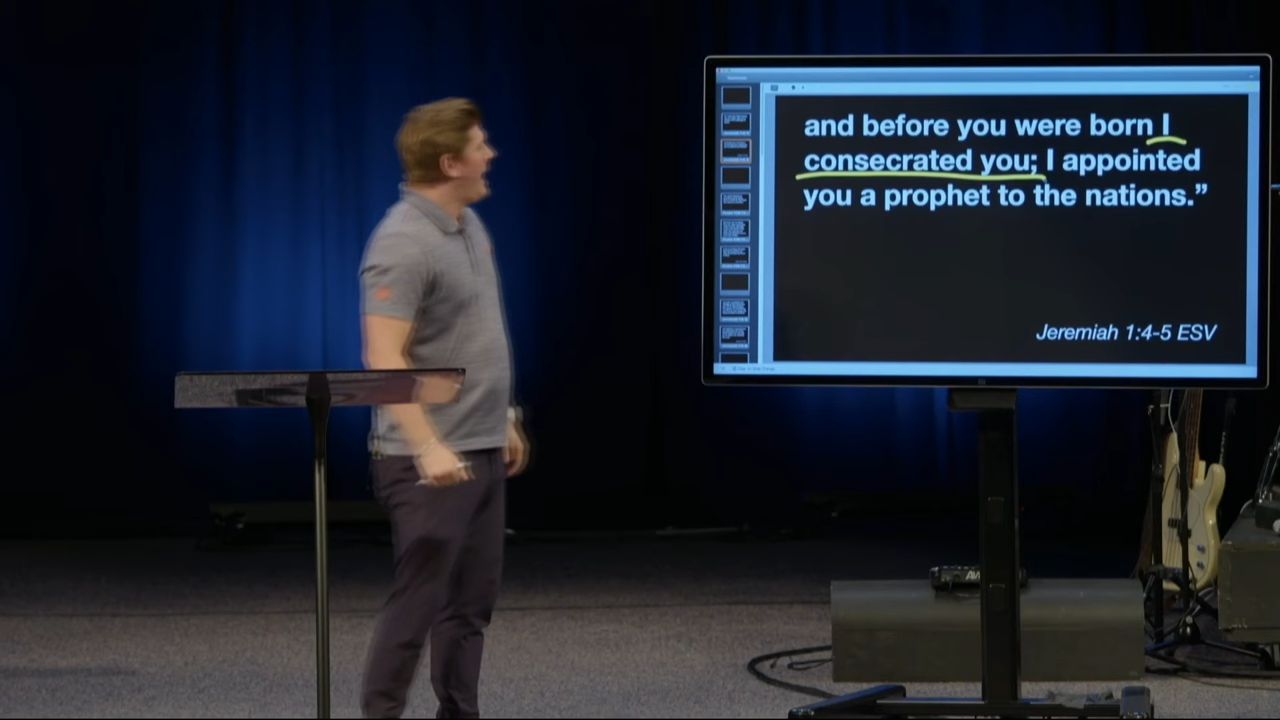 and before you were born I
consecrated you; I appointed
you a prophet to the nations.”
Jeremiah 1:4-5 ESV